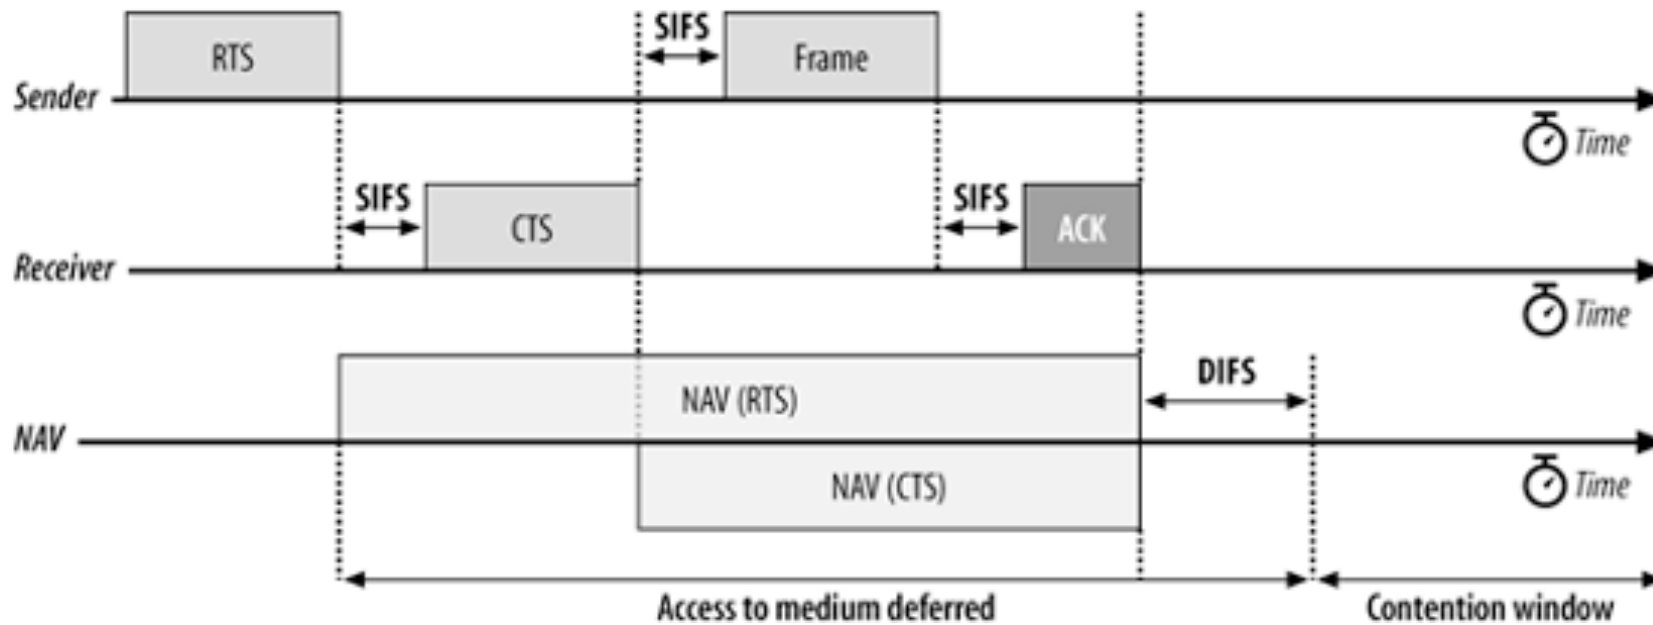 SIFS
RTS
Frame
Sender
Time
SIFS
SIFS
CTS
ACK
Receiver
Time
DIFS
NAV (RTS)
NAV
Time
NAV (CTS)
Access to medium deferred
Contention window